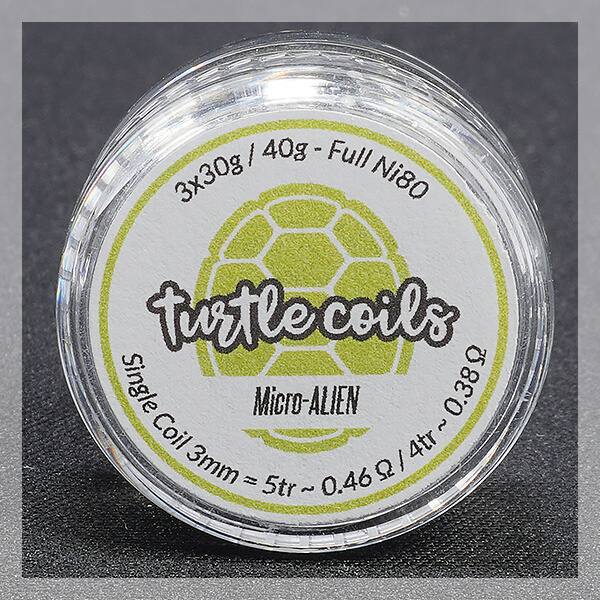 3x30g / 40g - Full Ni80
turtle coils
Micro-ALIEN
Single Coil 3mm = 5tr ~ 0.46 Ω / 4tr ~ 0.38 Ω